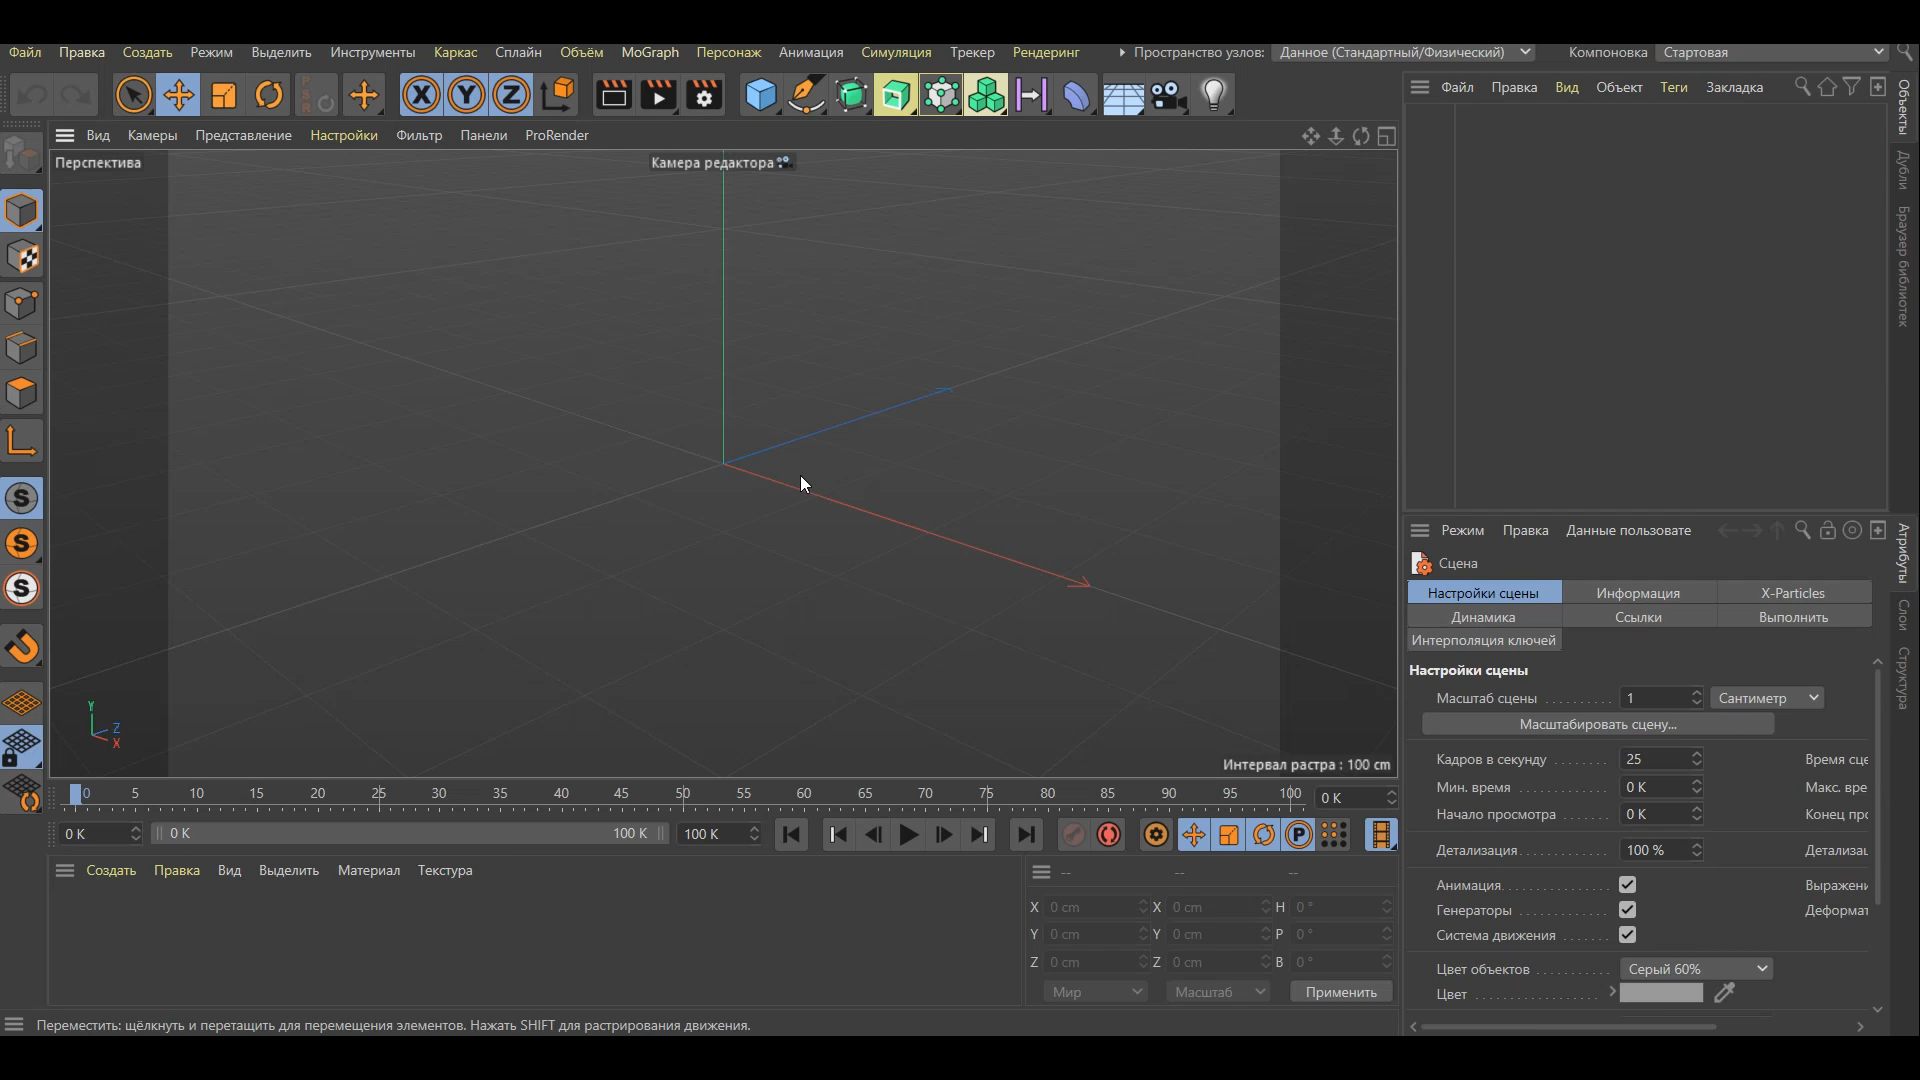 Файл Правка Создать Режим Выделить Инструменты Каркас Сплайн Объём MoGraph Персонаж Анимация Симуляция Трекер Рендеринг Пространство узлов: Данное (Стандартный/Физический) Компоновка Стартовая
PSR X Y Z
Файл Правка Вид Объект Теги Закладка
Объекты
Дубли
Браузер библиотек
Вид Камеры Представление Настройки Фильтр Панели ProRender
Перспектива
Камера редактора
S
S
S
Y
Z
X
Интервал растра : 100 cm
Режим Правка Данные пользовате
Атрибуты
Слои
Структура
Сцена
Настройки сцены Информация X-Particles
Динамика Ссылки Выполнить
Интерполяция ключей
Настройки сцены
Масштаб сцены 1 Сантиметр
Масштабировать сцену...
Кадров в секунду 25 Время сце
Мин. время 0 K Макс. вре
Начало просмотра 0 K Конец прс
Детализация 100 % Детализац
Анимация Выражени
Генераторы Деформат
Система движения
Цвет объектов Серый 60%
Цвет
0 5 10 15 20 25 30 35 40 45 50 55 60 65 70 75 80 85 90 95 100 0 K
0 K 0 K 100 K 100 K P
Создать Правка Вид Выделить Материал Текстура
-- -- --
X 0 cm X 0 cm H 0 °
Y 0 cm Y 0 cm P 0 °
Z 0 cm Z 0 cm B 0 °
Мир Масштаб Применить
Переместить: щёлкнуть и перетащить для перемещения элементов. Нажать SHIFT для растрирования движения.